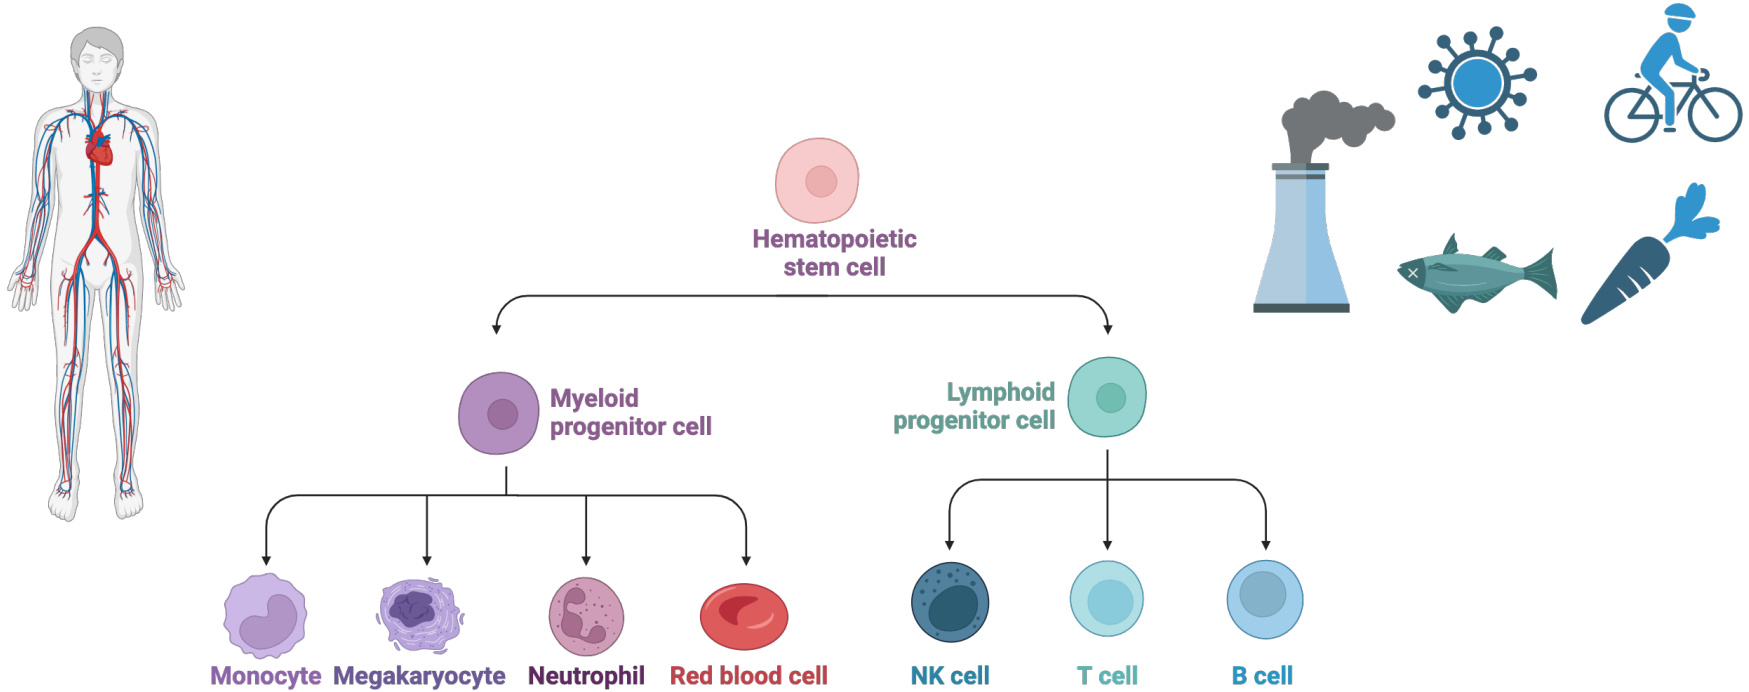 Hematopoietic
stem cell
Myeloid
progenitor cell
Lymphoid
progenitor cell
Monocyte
Megakaryocyte
Neutrophil
Red blood cell
NK cell
T cell
B cell